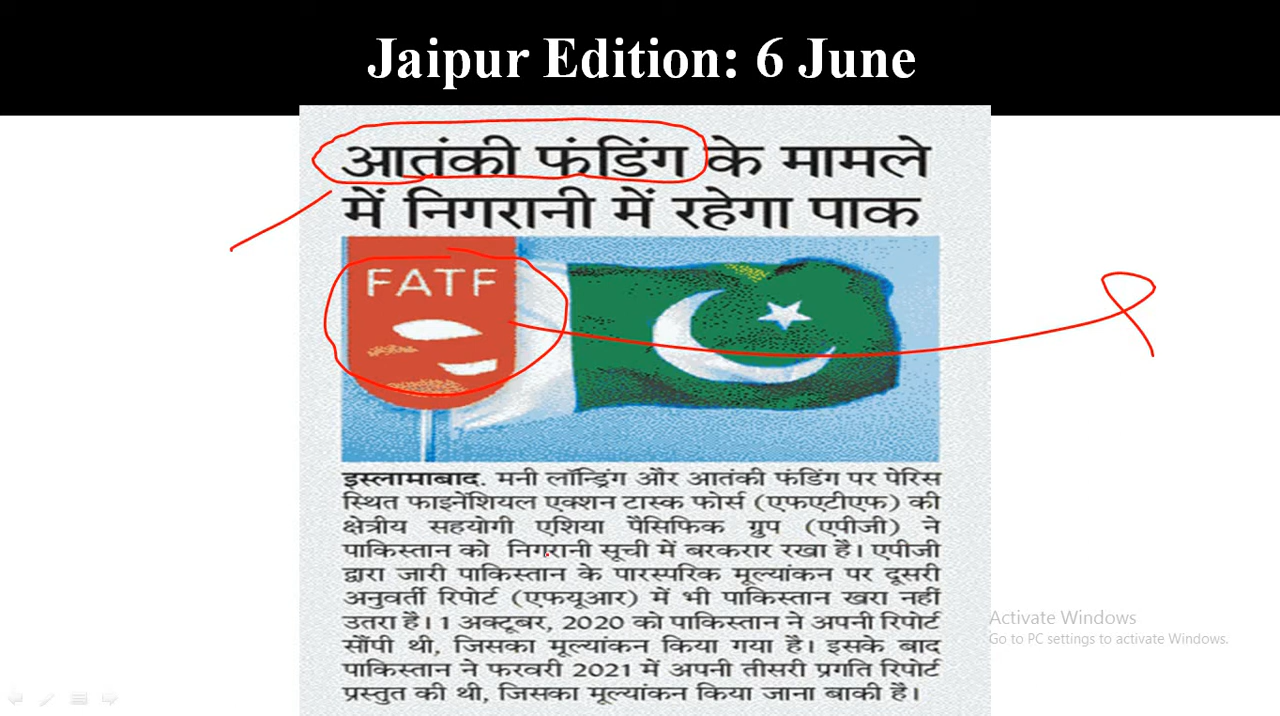 Jaipur Edition: 6 June
आतंकी फंडिंग के मामले
में निगरानी में रहेगा पाक
FATF
इस्लामाबाद. मनी लॉन्ड्रिंग और आतंकी फंडिंग पर पेरिस
स्थित फाइनेंशियल एक्शन टास्क फोर्स (एफएटीएफ) की
क्षेत्रीय सहयोगी एशिया पैसिफिक ग्रुप (एपीजी) ने
पाकिस्तान को निगरानी सूची में बरकरार रखा है। एपीजी
द्वारा जारी पाकिस्तान के पारस्परिक मूल्यांकन पर दूसरी
अनुवर्ती रिपोर्ट (एफयूआर) में भी पाकिस्तान खरा नहीं
उतरा है। 1 अक्टूबर, 2020 को पाकिस्तान ने अपनी रिपोर्ट
सौंपी थी, जिसका मूल्यांकन किया गया है। इसके बाद
पाकिस्तान ने फरवरी 2021 में अपनी तीसरी प्रगति रिपोर्ट
प्रस्तुत की थी, जिसका मूल्यांकन किया जाना बाकी है।
Activate Windows
Go to PC settings to activate Windows.